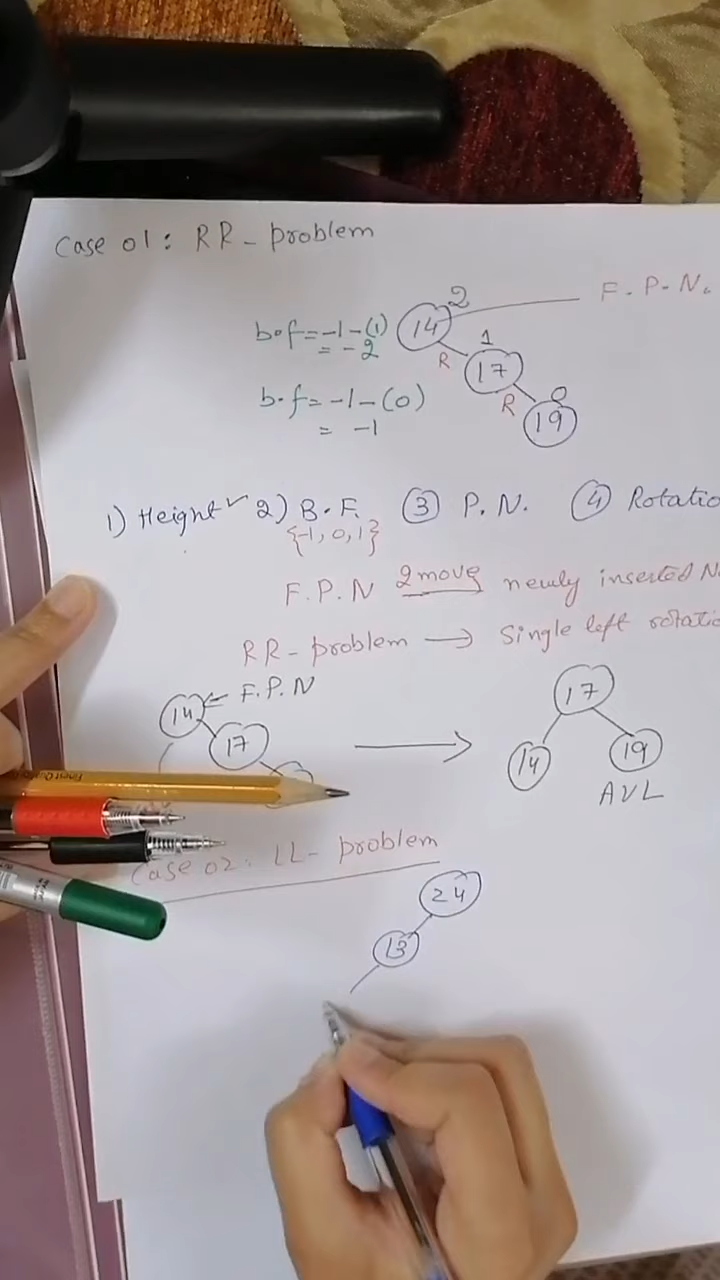 Case 01: RR - problem
2
F.P.N.
b.f = -1 - (1)
= -2
14
1
R
17
b.f = -1 - (0)
= -1
R
0
19
1) Height ✓ 2) B.F. ③ P.N. ④ Rotatio
{-1, 0, 1}
F.P.N 2move newly inserted N
RR - problem → Single left rotatio
14 ← F.P.N
17
→
17
14
19
AVL
Case 02: LL - problem
24
13